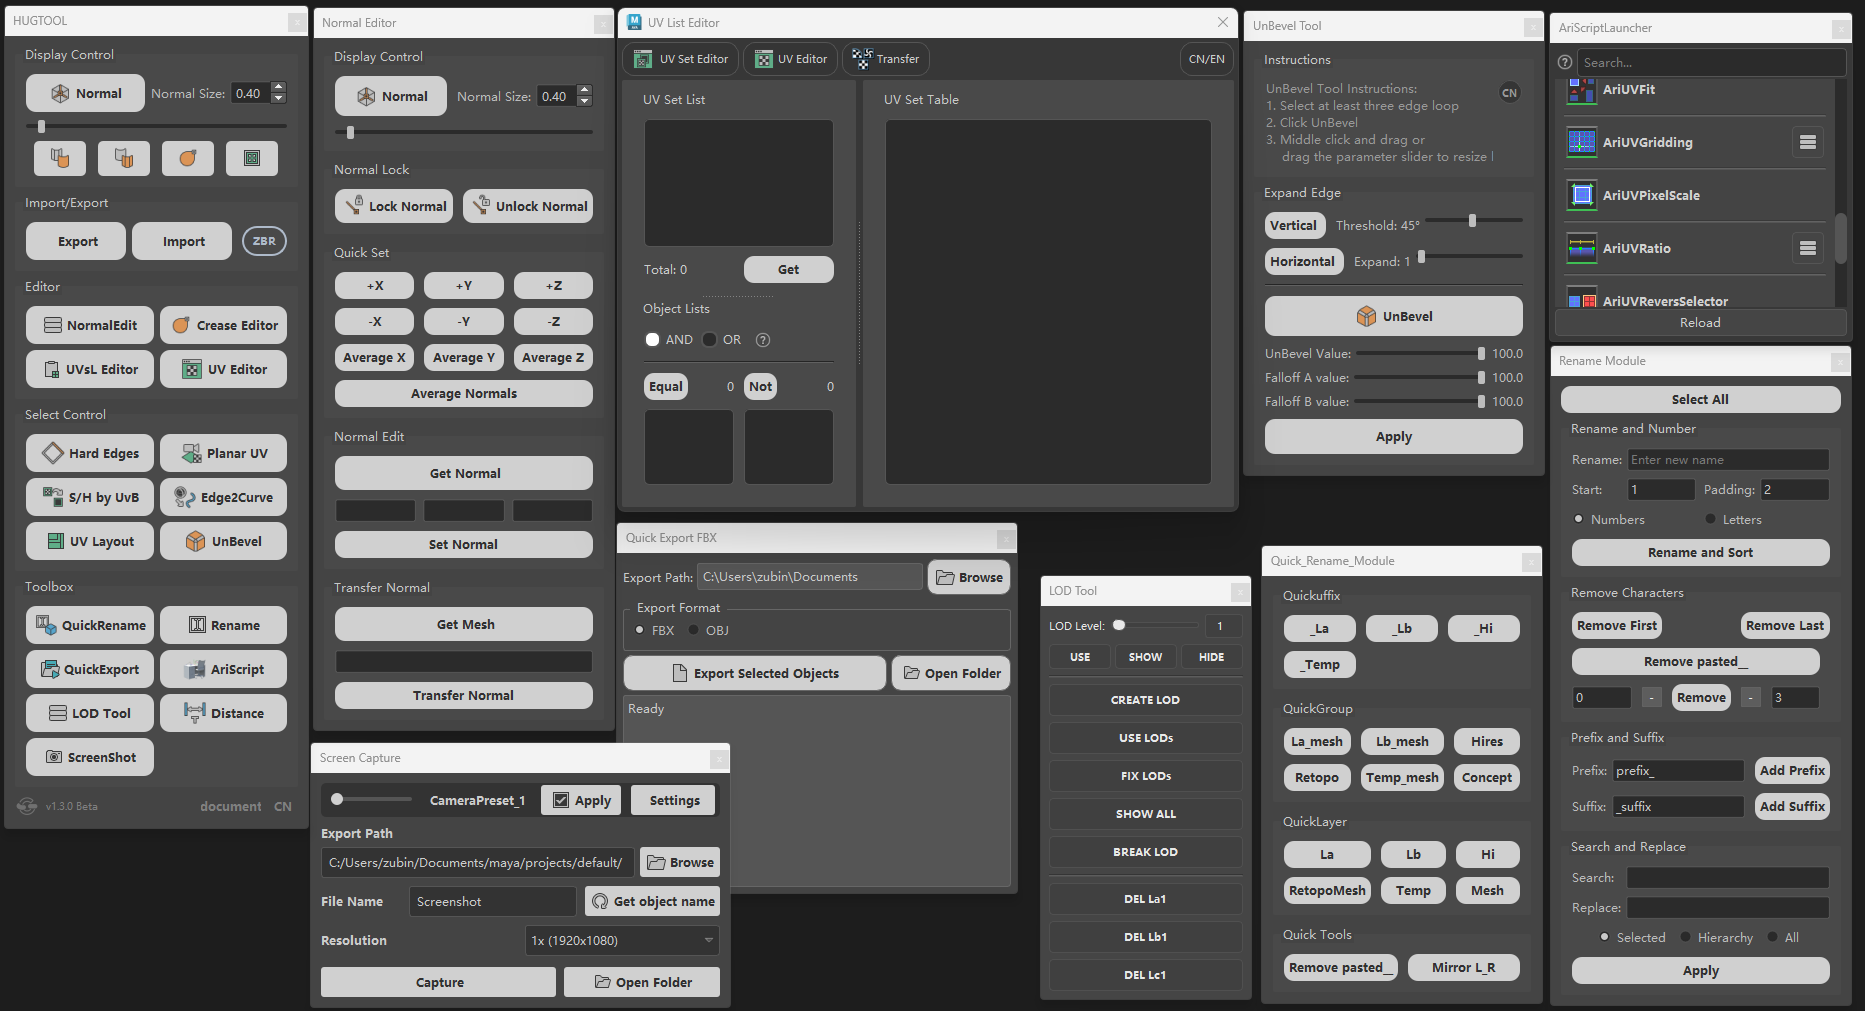 HUGTOOL
Display Control
Normal
Normal Size:
0.40
Import/Export
Export
Import
ZBR
Editor
NormalEdit
Crease Editor
UVsL Editor
UV Editor
Select Control
Hard Edges
Planar UV
S/H by UvB
Edge2Curve
UV Layout
UnBevel
Toolbox
QuickRename
Rename
QuickExport
AriScript
LOD Tool
Distance
ScreenShot
v1.3.0 Beta
document
CN
Normal Editor
Display Control
Normal
Normal Size:
0.40
Normal Lock
Lock Normal
Unlock Normal
Quick Set
+X
+Y
+Z
-X
-Y
-Z
Average X
Average Y
Average Z
Average Normals
Normal Edit
Get Normal
Set Normal
Transfer Normal
Get Mesh
Transfer Normal
UV List Editor
UV Set Editor
UV Editor
Transfer
CN/EN
UV Set List
Total: 0
Get
Object Lists
AND
OR
?
Equal
0
Not
0
UV Set Table
UnBevel Tool
Instructions
UnBevel Tool Instructions:
CN
1. Select at least three edge loop
2. Click UnBevel
3. Middle click and drag or
drag the parameter slider to resize
Expand Edge
Vertical
Threshold: 45°
Horizontal
Expand: 1
UnBevel
UnBevel Value:
100.0
Falloff A value:
100.0
Falloff B value:
100.0
Apply
AriScriptLauncher
?
Search...
AriUVFit
AriUVGridding
AriUVPixelScale
AriUVRatio
AriUVReversSelector
Reload
Rename Module
Select All
Rename and Number
Rename:
Enter new name
Start:
1
Padding:
2
Numbers
Letters
Rename and Sort
Remove Characters
Remove First
Remove Last
Remove pasted__
0
-
Remove
-
3
Prefix and Suffix
Prefix:
prefix_
Add Prefix
Suffix:
_suffix
Add Suffix
Search and Replace
Search:
Replace:
Selected
Hierarchy
All
Apply
Quick Export FBX
Export Path:
C:\Users\zubin\Documents
Browse
Export Format
FBX
OBJ
Export Selected Objects
Open Folder
Ready
Screen Capture
CameraPreset_1
Apply
Settings
Export Path
C:/Users/zubin/Documents/maya/projects/default/
Browse
File Name
Screenshot
Get object name
Resolution
1x (1920x1080)
Capture
Open Folder
LOD Tool
LOD Level:
1
USE
SHOW
HIDE
CREATE LOD
USE LODs
FIX LODs
SHOW ALL
BREAK LOD
DEL La1
DEL Lb1
DEL Lc1
Quick_Rename_Module
Quickuffix
_La
_Lb
_Hi
_Temp
QuickGroup
La_mesh
Lb_mesh
Hires
Retopo
Temp_mesh
Concept
QuickLayer
La
Lb
Hi
RetopoMesh
Temp
Mesh
Quick Tools
Remove pasted__
Mirror L_R